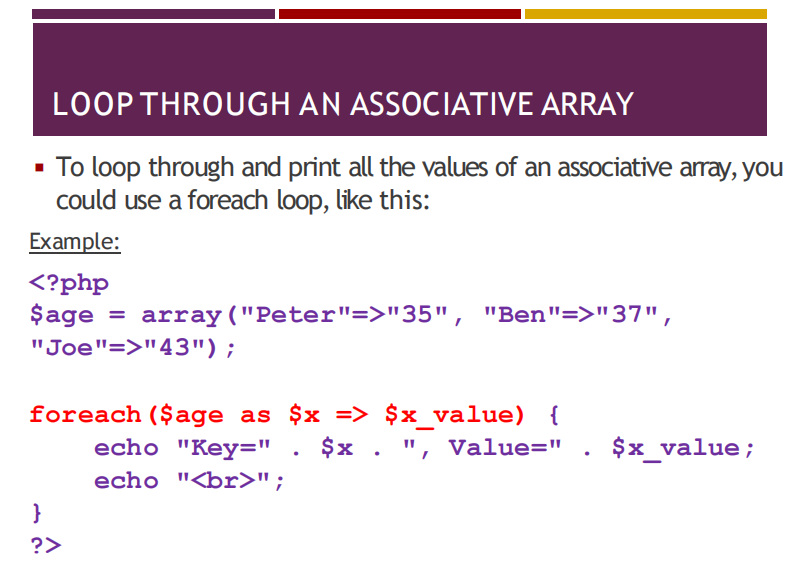 LOOP THROUGH AN ASSOCIATIVE ARRAY
▪ To loop through and print all the values of an associative array, you
could use a foreach loop, like this:
Example:
<?php
$age = array("Peter"=>"35", "Ben"=>"37",
"Joe"=>"43");
foreach($age as $x => $x_value) {
    echo "Key=" . $x . ", Value=" . $x_value;
    echo "<br>";
}
?>